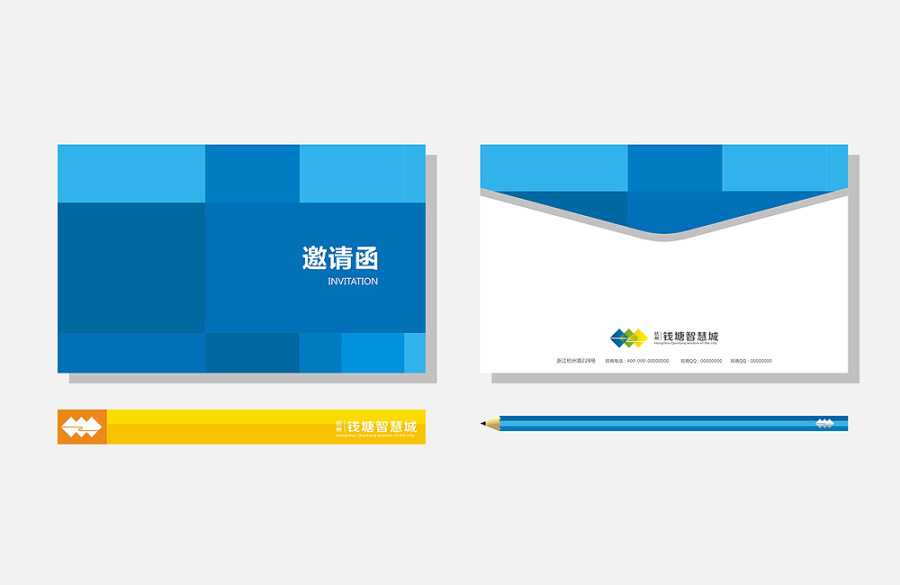 邀请函
INVITATION
杭州 钱塘智慧城
Hangzhou Qiantang wisdom of the city
浙江杭州路228号 招商电话：400-000-00000000 招商QQ：00000000 招商QQ：00000000
杭州 钱塘智慧城
Hangzhou Qiantang wisdom of the city